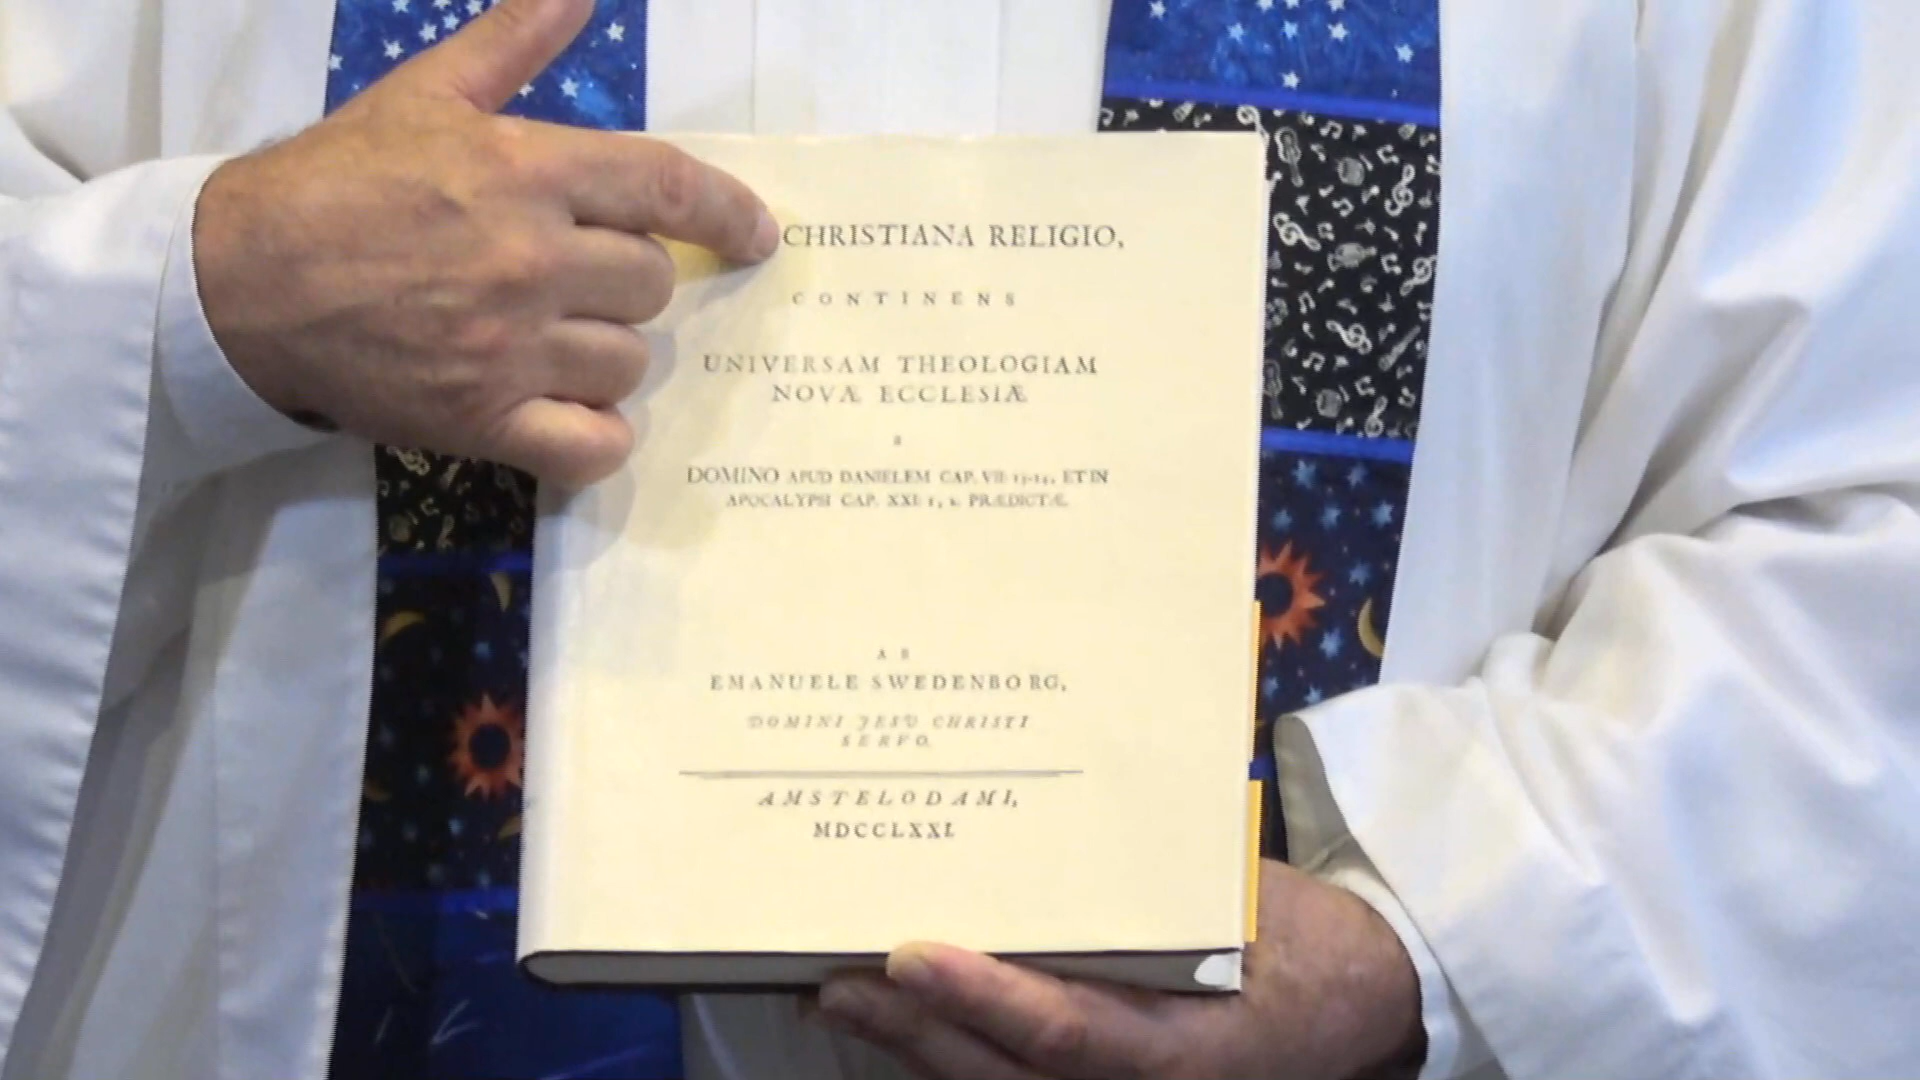 CHRISTIANA RELIGIO,
CONTINENS
UNIVERSAM THEOLOGIAM
NOVÆ ECCLESIÆ
a
DOMINO APUD DANIELEM CAP. VII: 13-14, ET IN
APOCALYPSI CAP. XXI: 1, 2. PRÆDICTÆ.
AB
EMANUELE SWEDENBORG,
DOMINI JESU CHRISTI
SERVO.
AMSTELODAMI,
MDCCLXXI.